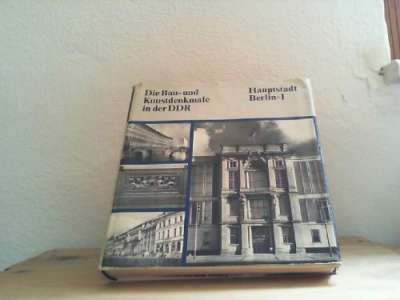 Die Bau- und
Kunstdenkmale
in der DDR
Hauptstadt
Berlin-I